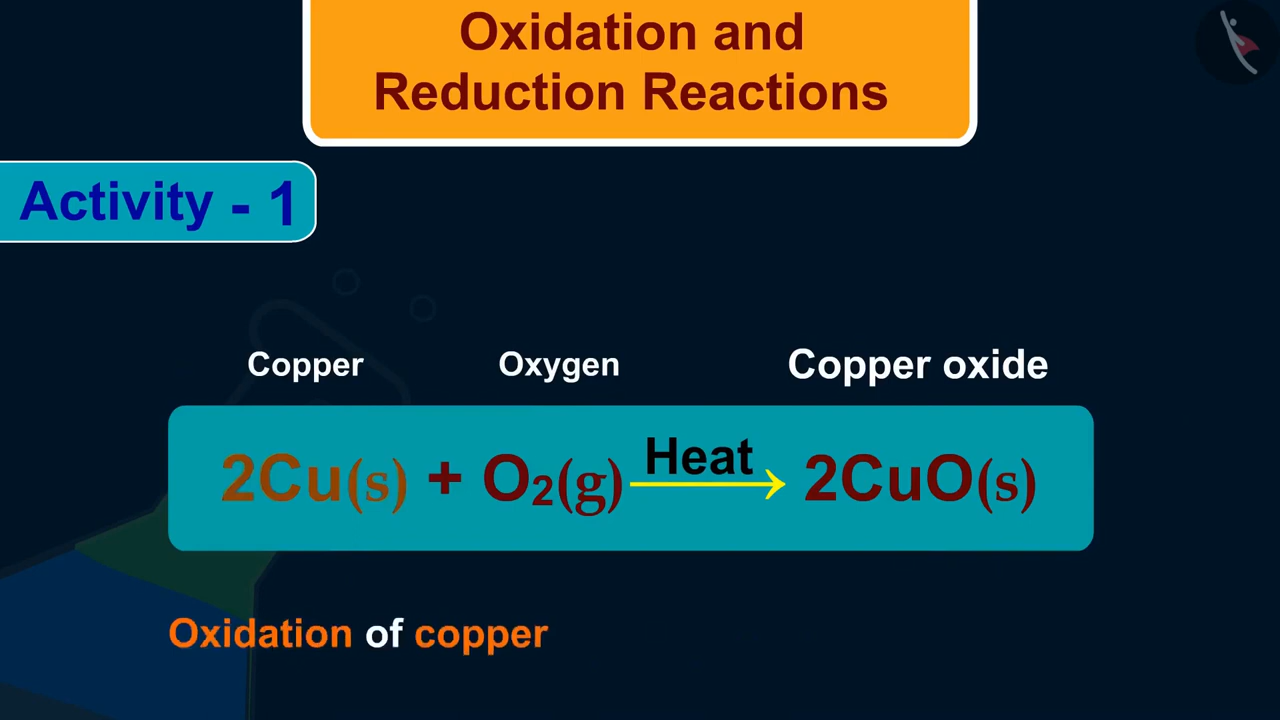 Oxidation and
Reduction Reactions
Activity - 1
Copper Oxygen Copper oxide
2Cu(s) + O₂(g) Heat → 2CuO(s)
Oxidation of copper